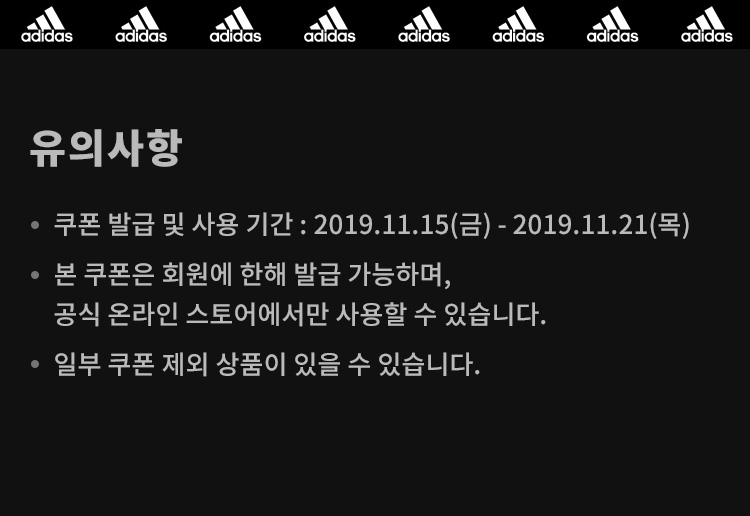 adidas adidas adidas adidas adidas adidas adidas adidas
유의사항
• 쿠폰 발급 및 사용 기간 : 2019.11.15(금) - 2019.11.21(목)
• 본 쿠폰은 회원에 한해 발급 가능하며,
공식 온라인 스토어에서만 사용할 수 있습니다.
• 일부 쿠폰 제외 상품이 있을 수 있습니다.